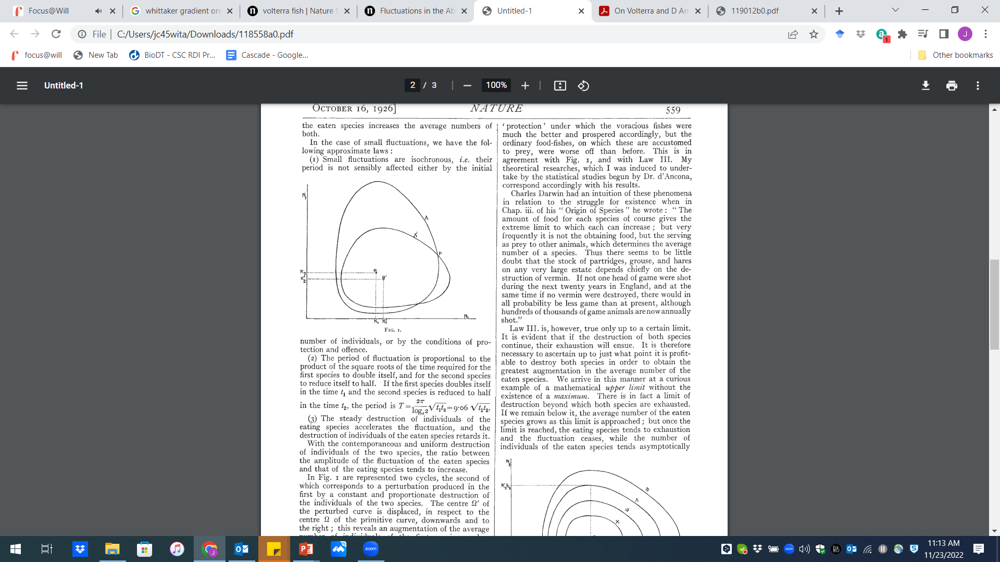 Focus@Will
whittaker gradient ore
volterra fish | Nature S
Fluctuations in the Ab
Untitled-1
On Volterra and D An
119012b0.pdf
File | C:/Users/jc45wita/Downloads/118558a0.pdf
1
J
focus@will
New Tab
BioDT - CSC RDI Pr...
Cascade - Google...
Other bookmarks
Untitled-1
2 / 3
100%
OCTOBER 16, 1926]
NATURE
559
the eaten species increases the average numbers of
both.
In the case of small fluctuations, we have the fol-
lowing approximate laws :
(1) Small fluctuations are isochronous, i.e. their
period is not sensibly affected either by the initial
N2
Λ
Λ'
P
K2
K'2
Ω
Ω'
K1 K'1
N1
FIG. 1.
number of individuals, or by the conditions of pro-
tection and offence.
(2) The period of fluctuation is proportional to the
product of the square roots of the time required for the
first species to double itself, and for the second species
to reduce itself to half. If the first species doubles itself
in the time t1 and the second species is reduced to half
in the time t2, the period is T = 2π/loge2 √t1t2 = 9·06 √t1t2.
(3) The steady destruction of individuals of the
eating species accelerates the fluctuation, and the
destruction of individuals of the eaten species retards it.
With the contemporaneous and uniform destruction
of individuals of the two species, the ratio between
the amplitude of the fluctuation of the eaten species
and that of the eating species tends to increase.
In Fig. 1 are represented two cycles, the second of
which corresponds to a perturbation produced in the
first by a constant and proportionate destruction of
the individuals of the two species. The centre Ω' of
the perturbed curve is displaced, in respect to the
centre Ω of the primitive curve, downwards and to
the right ; this reveals an augmentation of the average
'protection' under which the voracious fishes were
much the better and prospered accordingly, but the
ordinary food-fishes, on which these are accustomed
to prey, were worse off than before. This is in
agreement with Fig. 1, and with Law III. My
theoretical researches, which I was induced to under-
take by the statistical studies begun by Dr. d'Ancona,
correspond accordingly with his results.
Charles Darwin had an intuition of these phenomena
in relation to the struggle for existence when in
Chap. iii. of his “ Origin of Species ” he wrote : “ The
amount of food for each species of course gives the
extreme limit to which each can increase ; but very
frequently it is not the obtaining food, but the serving
as prey to other animals, which determines the average
number of a species. Thus there seems to be little
doubt that the stock of partridges, grouse, and hares
on any very large estate depends chiefly on the de-
struction of vermin. If not one head of game were shot
during the next twenty years in England, and at the
same time if no vermin were destroyed, there would in
all probability be less game than at present, although
hundreds of thousands of game animals are now annually
shot.”
Law III. is, however, true only up to a certain limit.
It is evident that if the destruction of both species
continue, their exhaustion will ensue. It is therefore
necessary to ascertain up to just what point it is profit-
able to destroy both species in order to obtain the
greatest augmentation in the average number of the
eaten species. We arrive in this manner at a curious
example of a mathematical upper limit without the
existence of a maximum. There is in fact a limit of
destruction beyond which both species are exhausted.
If we remain below it, the average number of the eaten
species grows as this limit is approached ; but once the
limit is reached, the eating species tends to exhaustion
and the fluctuation ceases, while the number of
individuals of the eaten species tends asymptotically
N2
Φ
Λ
Ψ
X
zoom
11:13 AM
11/23/2022